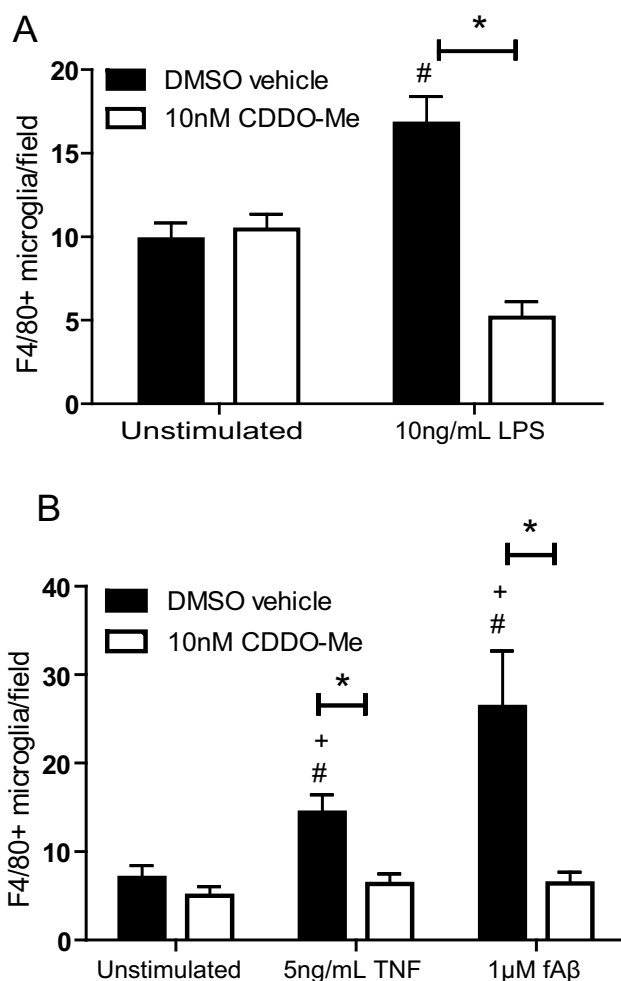 A
*
#
DMSO vehicle
10nM CDDO-Me
F4/80+ microglia/field
20
15
10
5
0
Unstimulated 10ng/mL LPS
B
*
+
#
*
+
#
DMSO vehicle
10nM CDDO-Me
F4/80+ microglia/field
40
30
20
10
0
Unstimulated 5ng/mL TNF 1µM fAβ